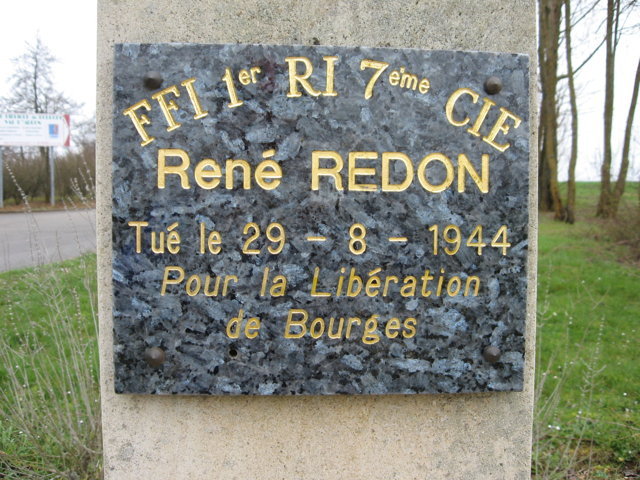 FFI 1er RI 7ème CIE
René REDON
Tué le 29 - 8 - 1944
Pour la Libération
de Bourges